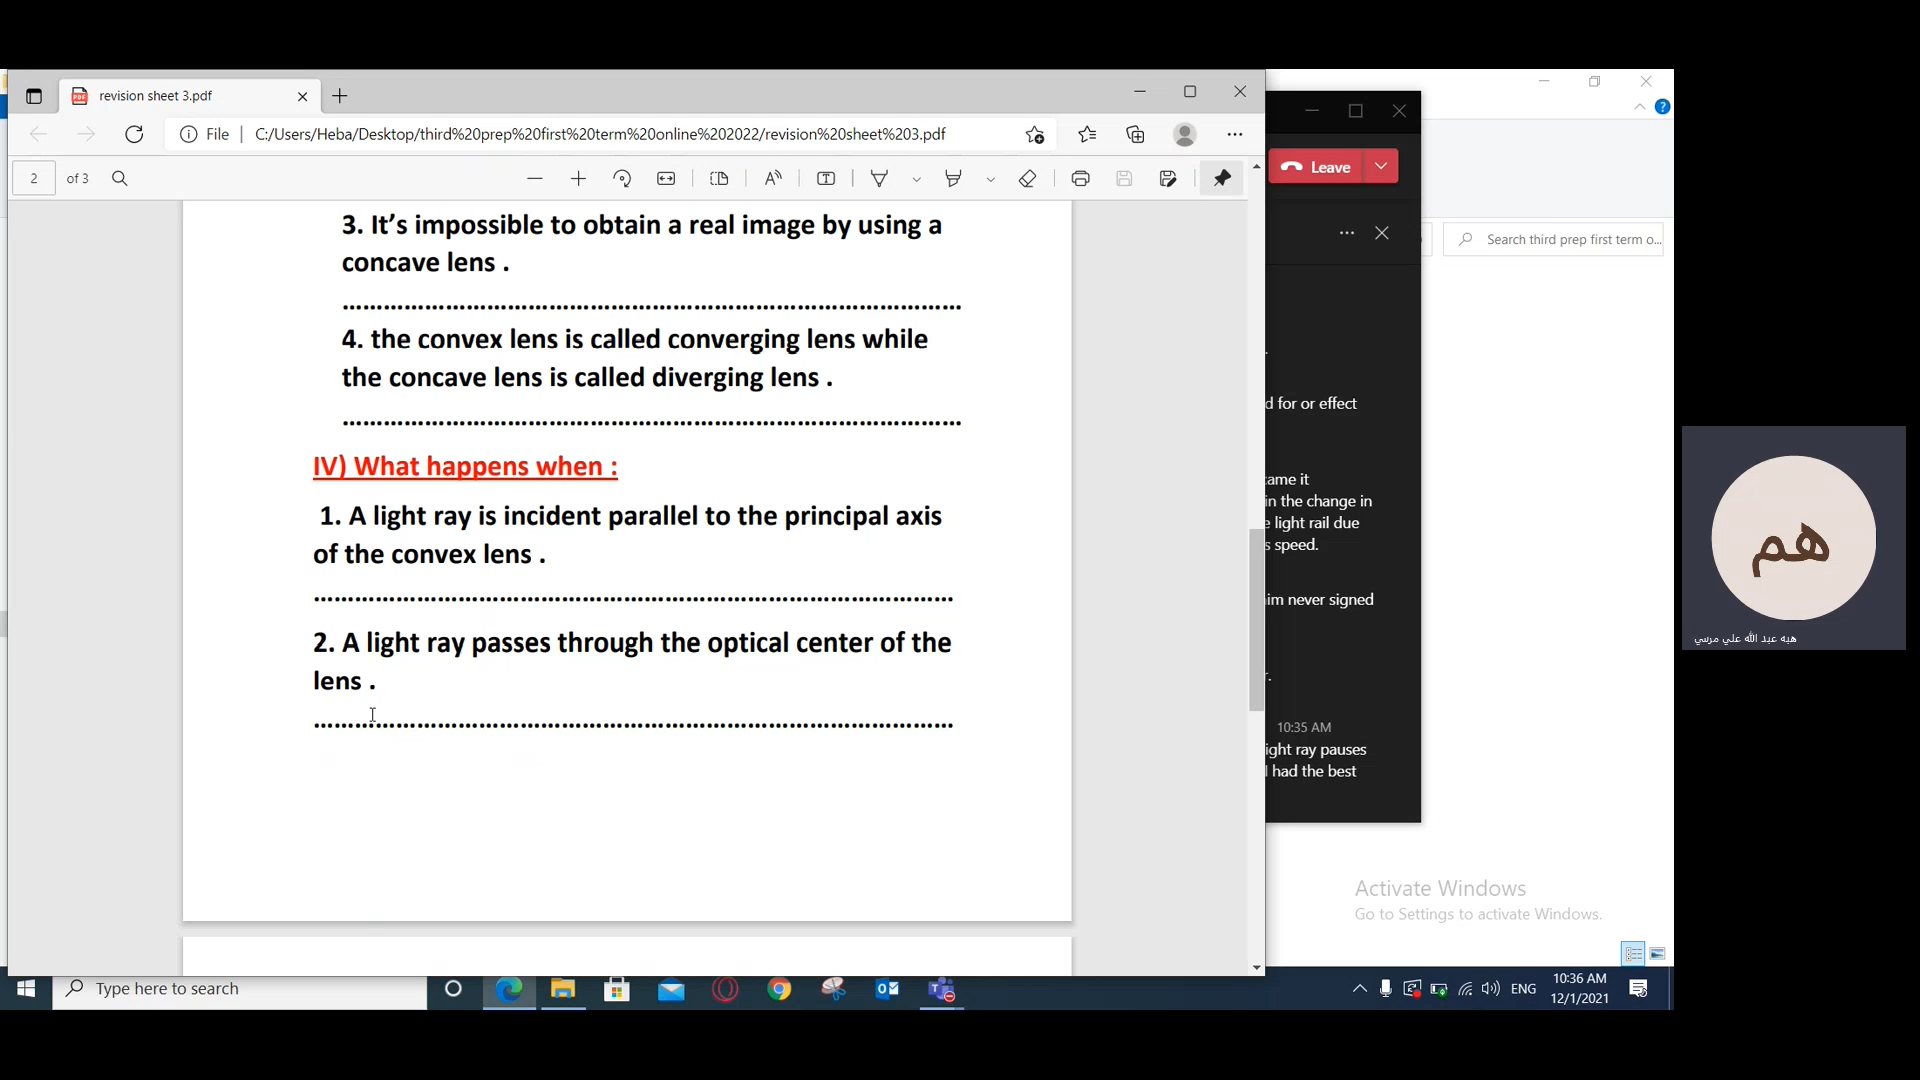 revision sheet 3.pdf
File
C:/Users/Heba/Desktop/third%20prep%20first%20term%20online%202022/revision%20sheet%203.pdf
2
of 3
3. It’s impossible to obtain a real image by using a
concave lens .
...........................................................................................
4. the convex lens is called converging lens while
the concave lens is called diverging lens .
...........................................................................................
IV) What happens when :
1. A light ray is incident parallel to the principal axis
of the convex lens .
..............................................................................................
2. A light ray passes through the optical center of the
lens .
..............................................................................................
Leave
Search third prep first term o...
d for or effect
ame it
in the change in
light rail due
s speed.
im never signed
r.
10:35 AM
ight ray pauses
had the best
هبه عبد الله علي مرسي
هم
Activate Windows
Go to Settings to activate Windows.
Type here to search
ENG
10:36 AM
12/1/2021